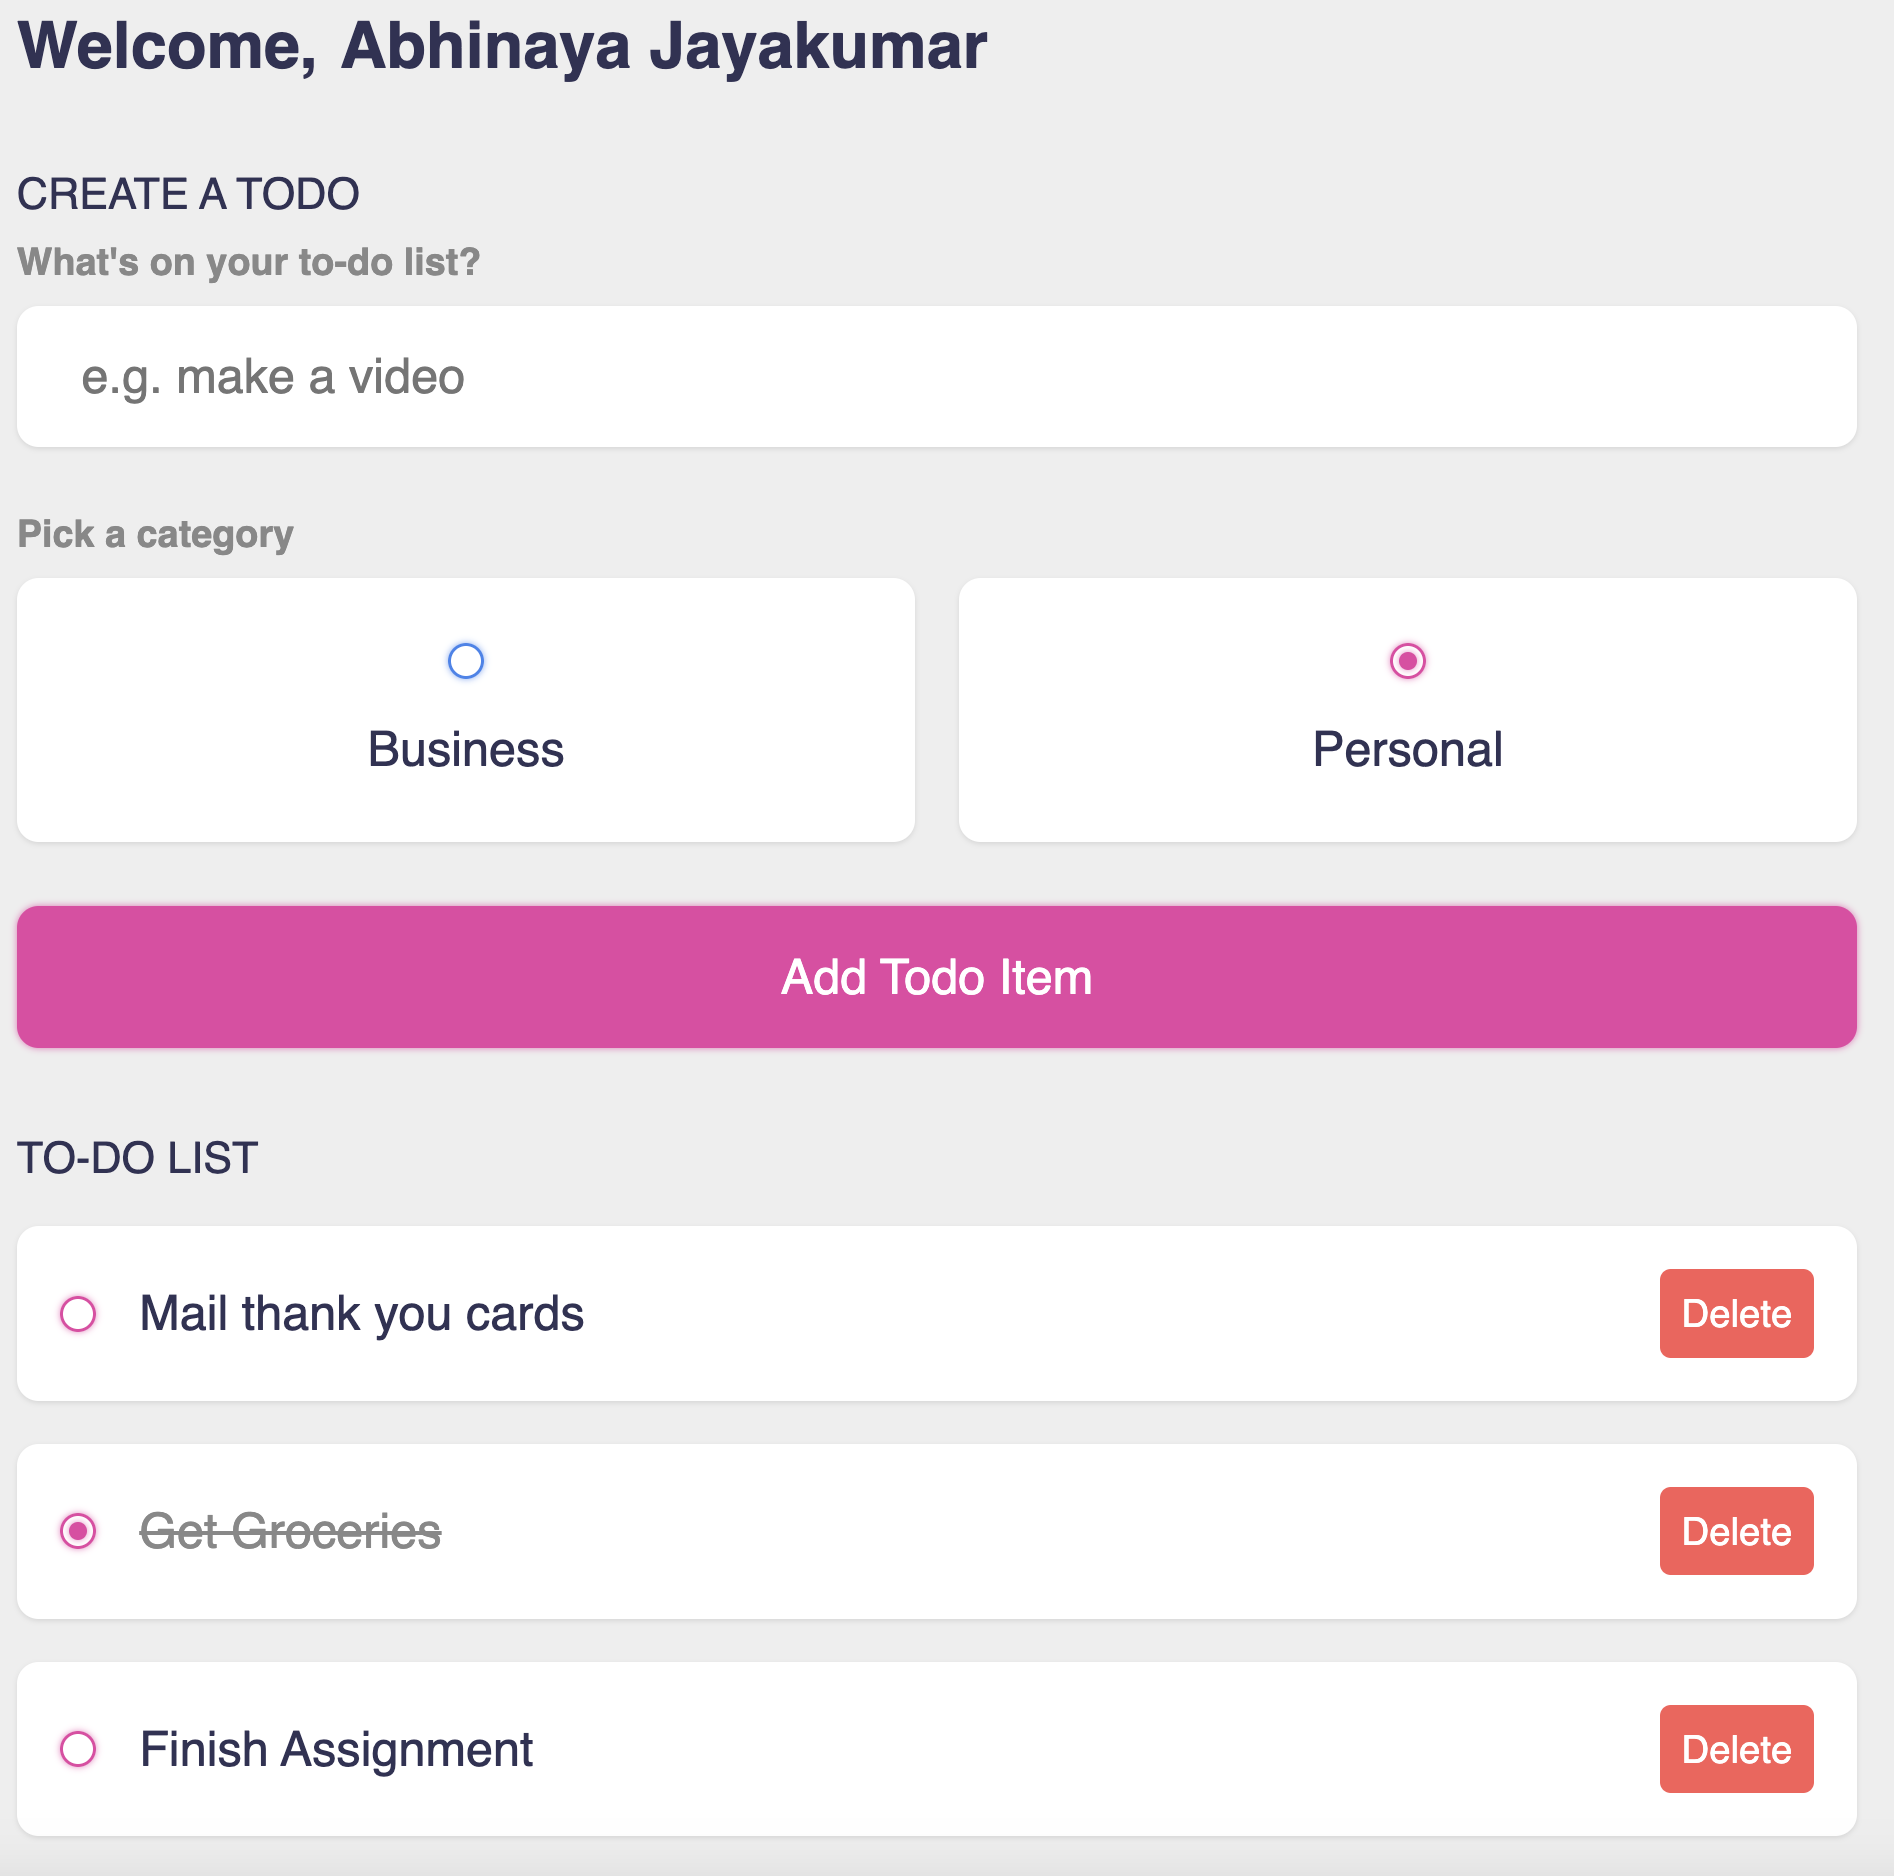 Welcome, Abhinaya Jayakumar
CREATE A TODO
What's on your to-do list?
e.g. make a video
Pick a category
Business
Personal
Add Todo Item
TO-DO LIST
Mail thank you cards
Delete
Get Groceries
Delete
Finish Assignment
Delete